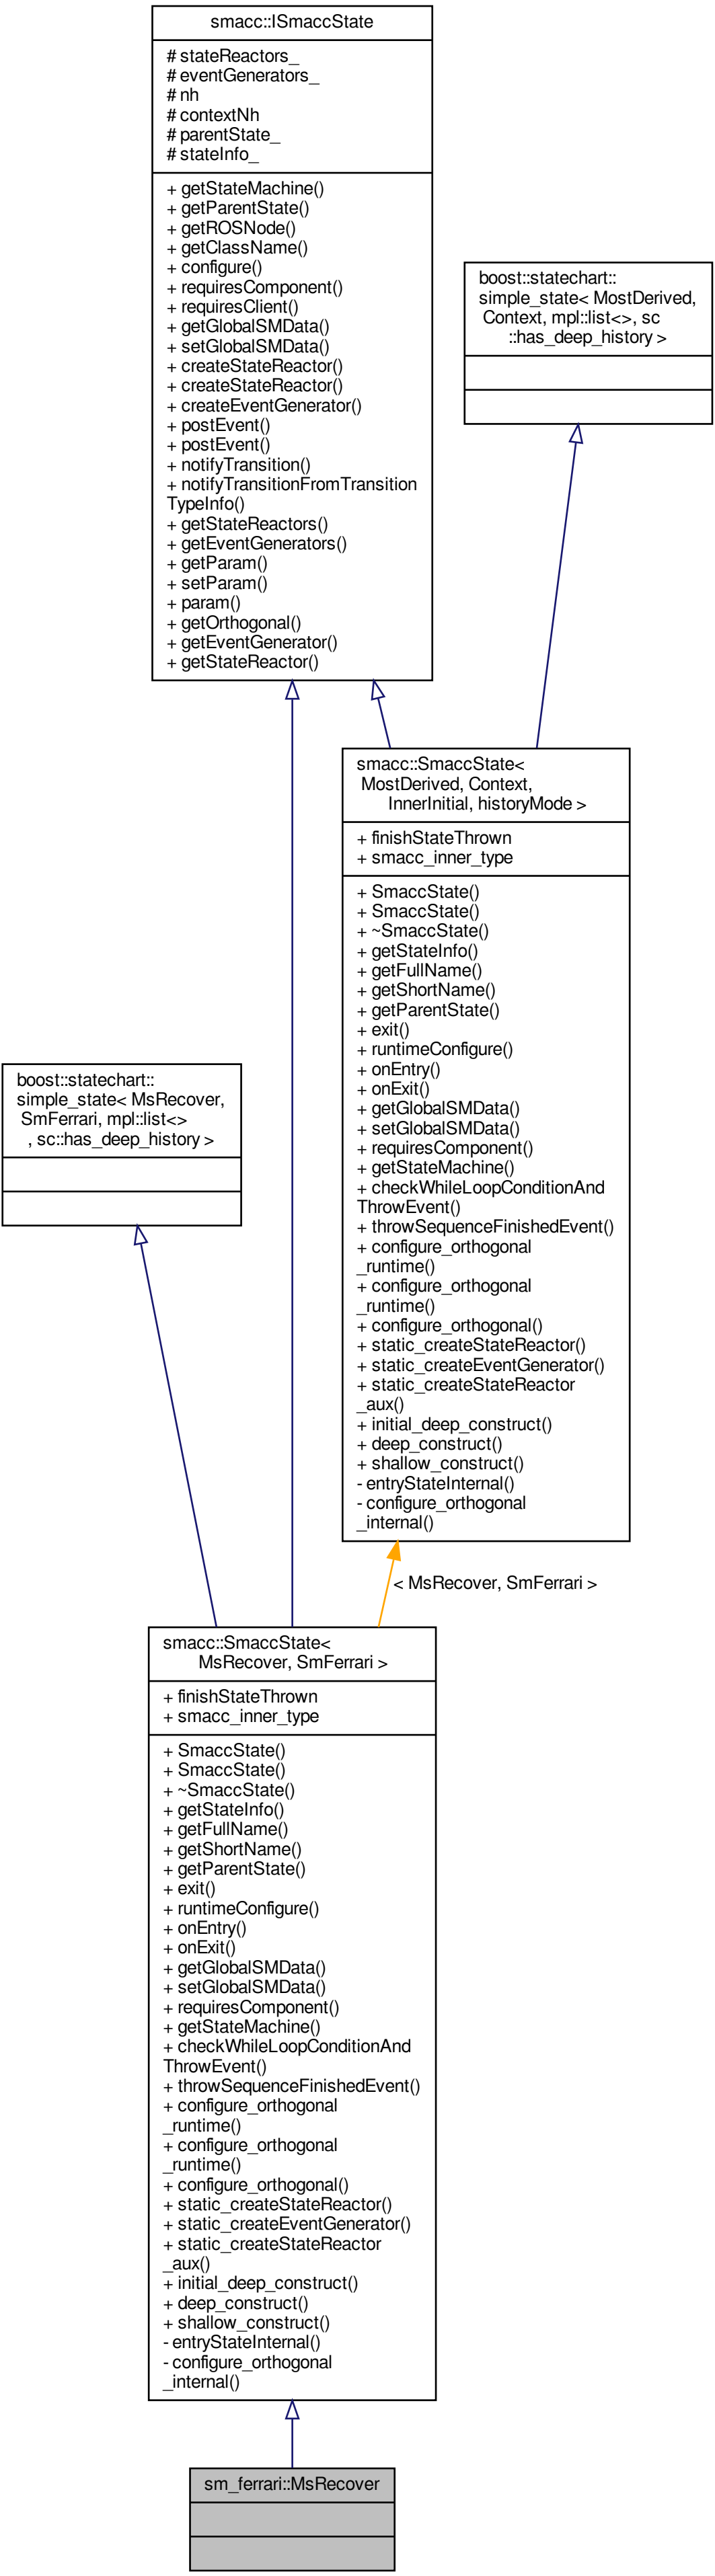 smacc::ISmaccState
# stateReactors_
# eventGenerators_
# nh
# contextNh
# parentState_
# stateInfo_
+ getStateMachine()
+ getParentState()
+ getROSNode()
+ getClassName()
+ configure()
+ requiresComponent()
+ requiresClient()
+ getGlobalSMData()
+ setGlobalSMData()
+ createStateReactor()
+ createStateReactor()
+ createEventGenerator()
+ postEvent()
+ postEvent()
+ notifyTransition()
+ notifyTransitionFromTransition
TypeInfo()
+ getStateReactors()
+ getEventGenerators()
+ getParam()
+ setParam()
+ param()
+ getOrthogonal()
+ getEventGenerator()
+ getStateReactor()
boost::statechart::
simple_state< MostDerived,
Context, mpl::list<>, sc
::has_deep_history >
smacc::SmaccState<
MostDerived, Context,
InnerInitial, historyMode >
+ finishStateThrown
+ smacc_inner_type
+ SmaccState()
+ SmaccState()
+ ~SmaccState()
+ getStateInfo()
+ getFullName()
+ getShortName()
+ getParentState()
+ exit()
+ runtimeConfigure()
+ onEntry()
+ onExit()
+ getGlobalSMData()
+ setGlobalSMData()
+ requiresComponent()
+ getStateMachine()
+ checkWhileLoopConditionAnd
ThrowEvent()
+ throwSequenceFinishedEvent()
+ configure_orthogonal
_runtime()
+ configure_orthogonal
_runtime()
+ configure_orthogonal()
+ static_createStateReactor()
+ static_createEventGenerator()
+ static_createStateReactor
_aux()
+ initial_deep_construct()
+ deep_construct()
+ shallow_construct()
- entryStateInternal()
- configure_orthogonal
_internal()
boost::statechart::
simple_state< MsRecover,
SmFerrari, mpl::list<>
, sc::has_deep_history >
< MsRecover, SmFerrari >
smacc::SmaccState<
MsRecover, SmFerrari >
+ finishStateThrown
+ smacc_inner_type
+ SmaccState()
+ SmaccState()
+ ~SmaccState()
+ getStateInfo()
+ getFullName()
+ getShortName()
+ getParentState()
+ exit()
+ runtimeConfigure()
+ onEntry()
+ onExit()
+ getGlobalSMData()
+ setGlobalSMData()
+ requiresComponent()
+ getStateMachine()
+ checkWhileLoopConditionAnd
ThrowEvent()
+ throwSequenceFinishedEvent()
+ configure_orthogonal
_runtime()
+ configure_orthogonal
_runtime()
+ configure_orthogonal()
+ static_createStateReactor()
+ static_createEventGenerator()
+ static_createStateReactor
_aux()
+ initial_deep_construct()
+ deep_construct()
+ shallow_construct()
- entryStateInternal()
- configure_orthogonal
_internal()
sm_ferrari::MsRecover